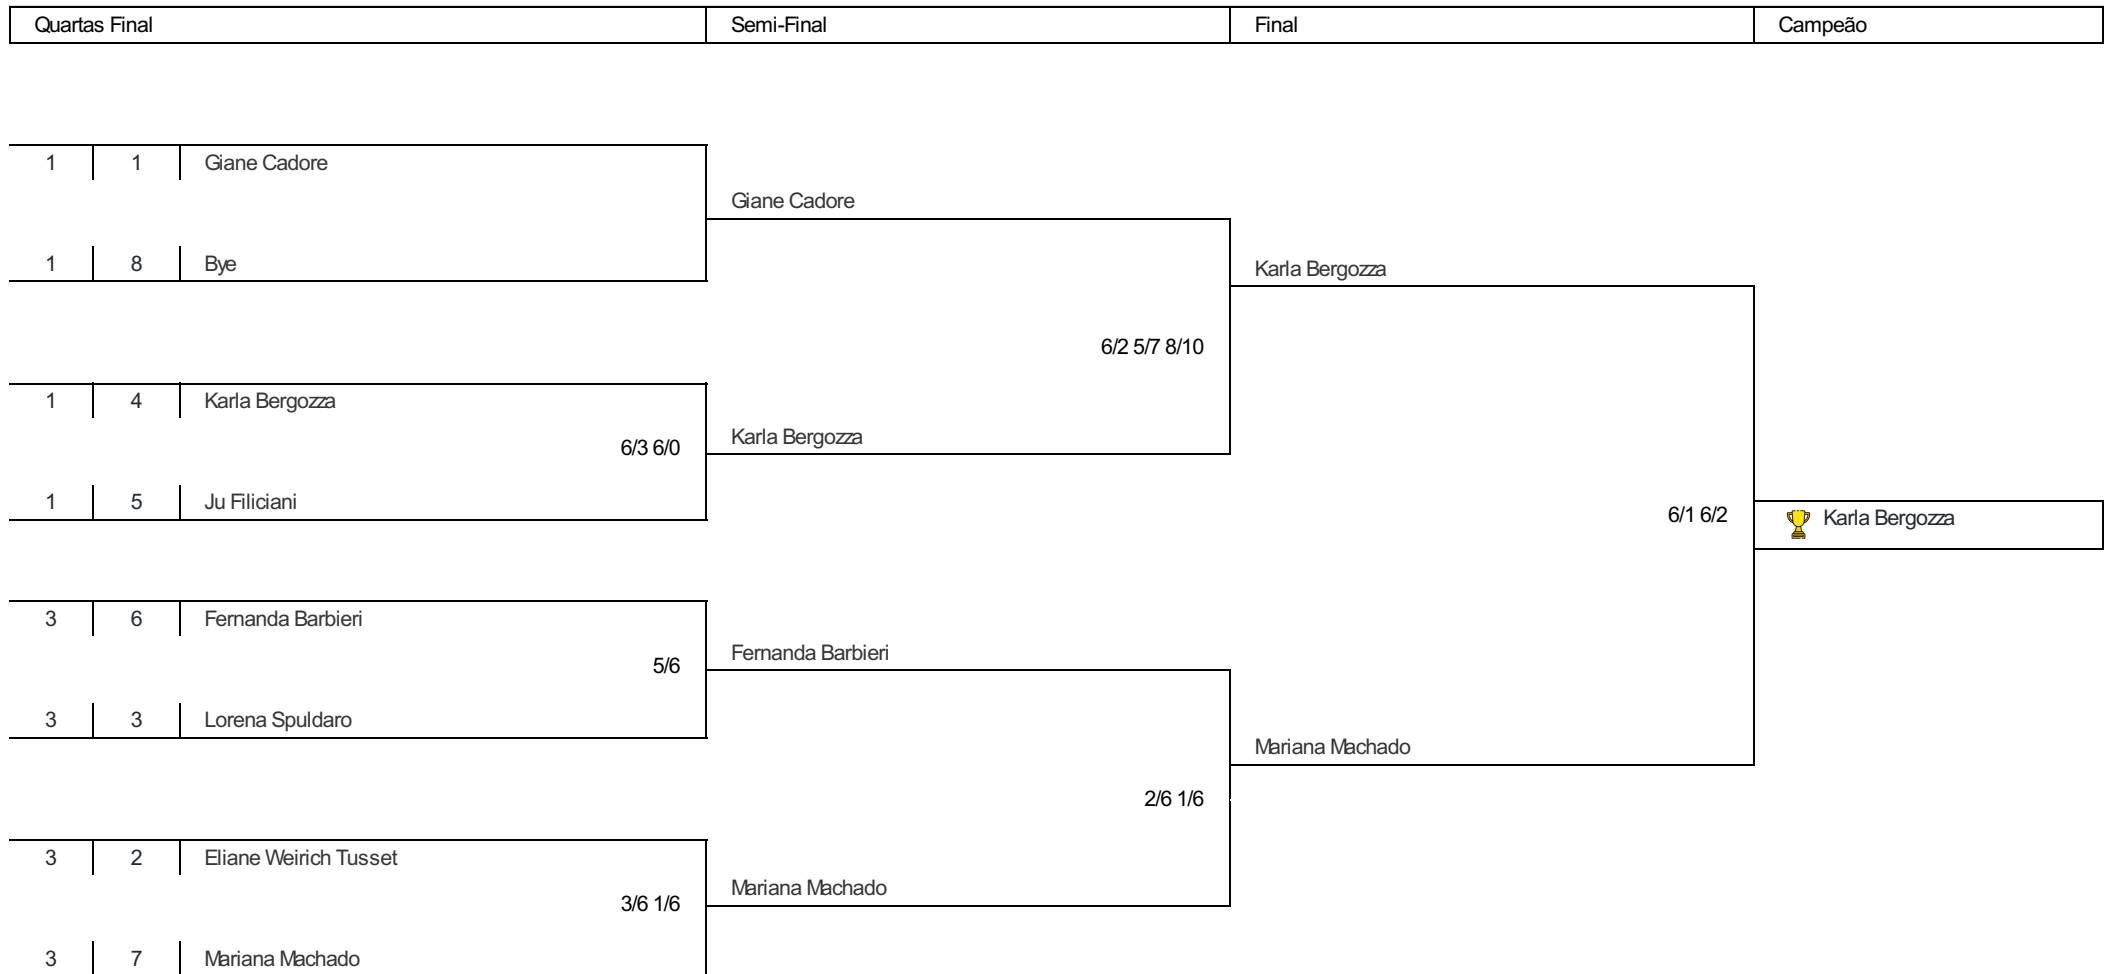 Quartas Final Semi-Final Final Campeão
1 1 Giane Cadore
Giane Cadore
1 8 Bye
Karla Bergozza
6/2 5/7 8/10
1 4 Karla Bergozza
Karla Bergozza
6/3 6/0
1 5 Ju Filiciani
6/1 6/2
Karla Bergozza
3 6 Fernanda Barbieri
Fernanda Barbieri
5/6
3 3 Lorena Spuldaro
Mariana Machado
2/6 1/6
3 2 Eliane Weirich Tusset
Mariana Machado
3/6 1/6
3 7 Mariana Machado